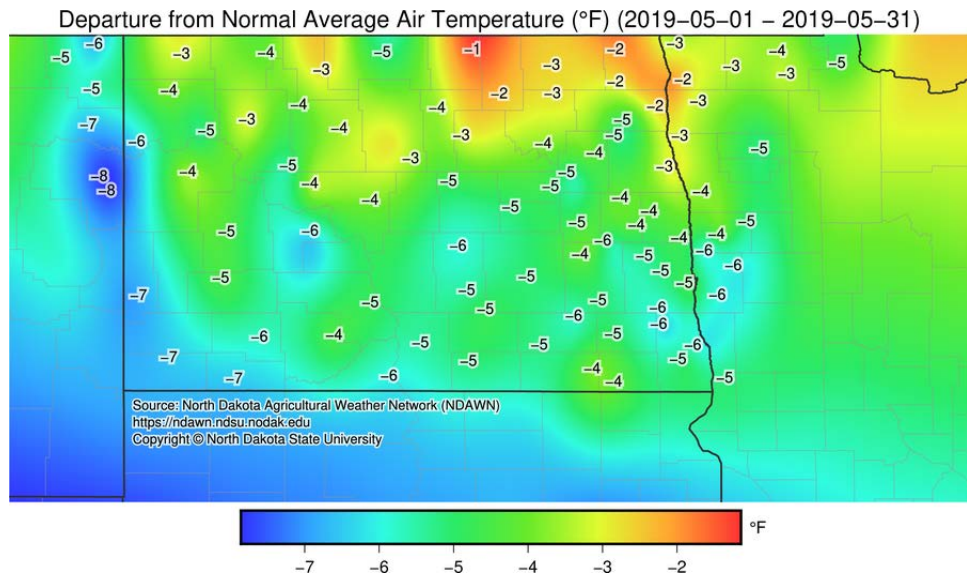 Departure from Normal Average Air Temperature (°F) (2019−05−01 − 2019−05−31)
−6 −3 −4 −5 −1 −2 −3 −4
−5 −3 −3 −2 −2 −3 −3 −5
−5 −4 −4 −4 −2 −3 −2 −3
−7 −5 −3 −4 −3 −5 −5 −3
−6 −3 −4 −4 −5
−8 −4 −5 −4 −5 −5 −5 −3
−8 −4 −5 −4 −4 −4
−5 −6 −6 −5 −4 −4 −4 −5
−4 −6 −5 −6 −4 −6
−5 −5 −5 −5 −5
−7 −5 −5 −5 −6 −6 −6
−7 −6 −4 −5 −5 −5 −6
−7 −6 −5 −4 −4 −5 −5
Source: North Dakota Agricultural Weather Network (NDAWN)
https://ndawn.ndsu.nodak.edu
Copyright © North Dakota State University
°F
−7 −6 −5 −4 −3 −2